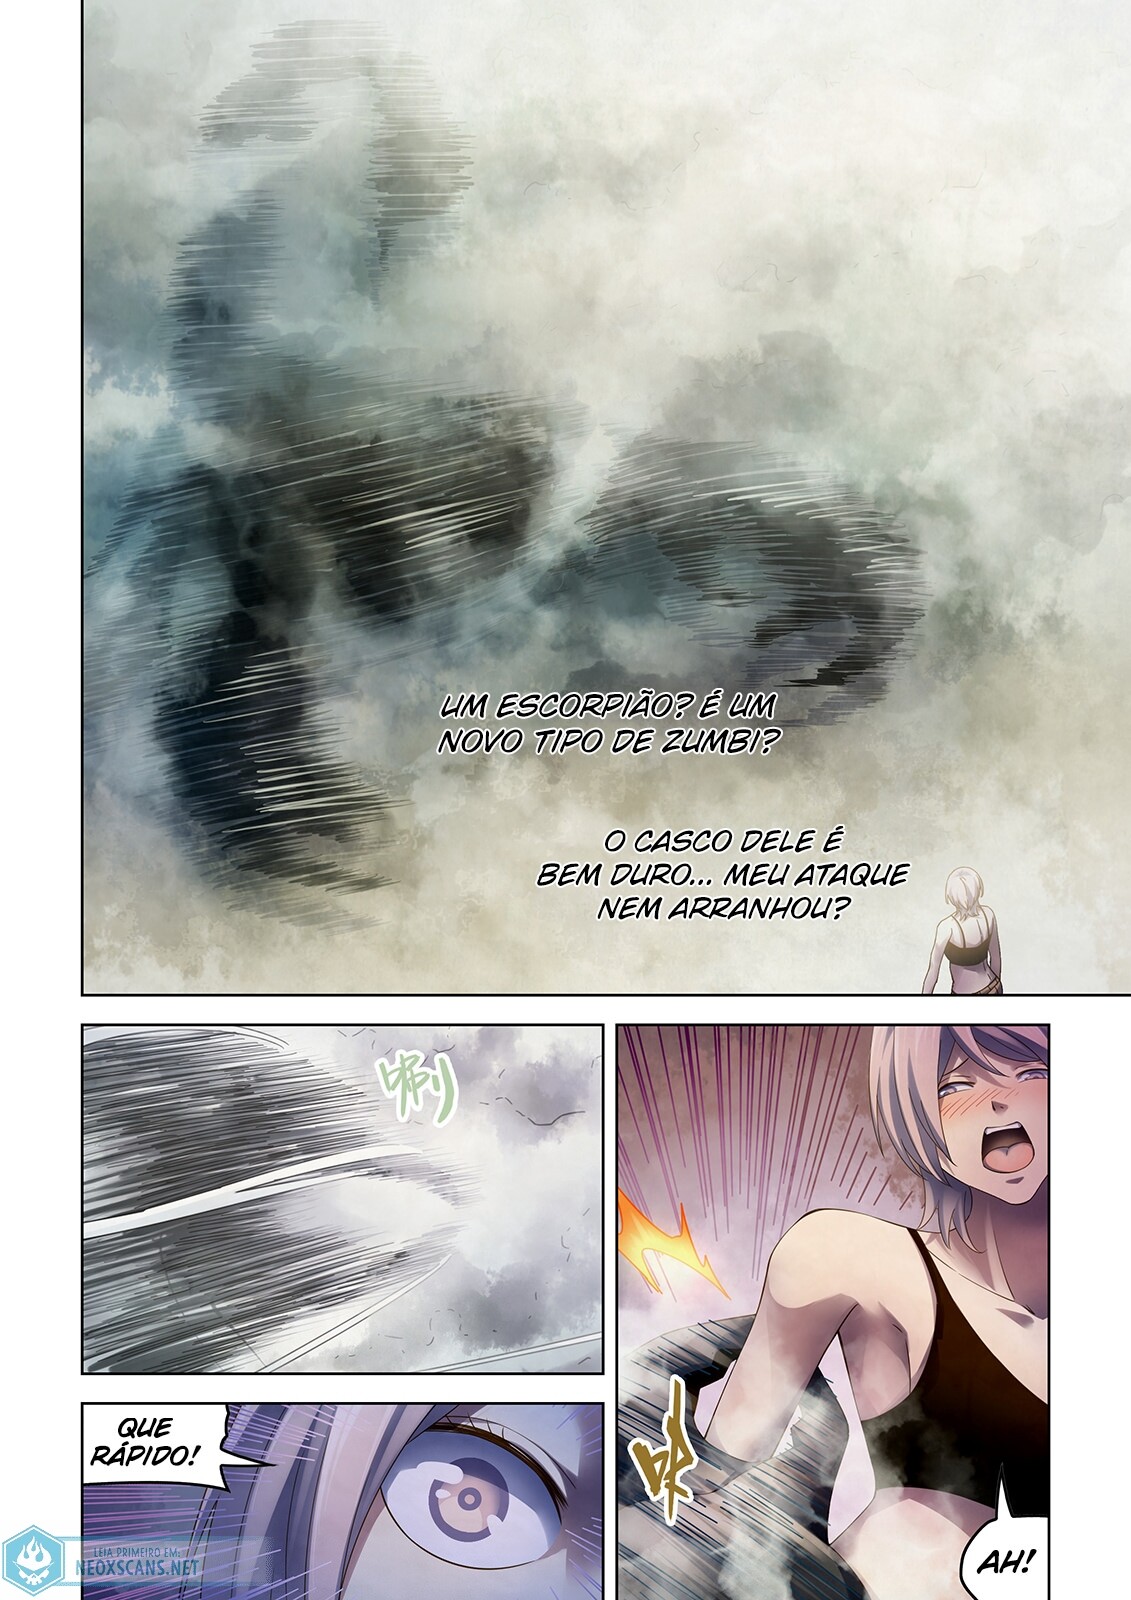 UM ESCORPIÃO? É UM
NOVO TIPO DE ZUMBI?
O CASCO DELE É
BEM DURO... MEU ATAQUE
NEM ARRANHOU?
唰
QUE
RÁPIDO!
AH!
LEIA PRIMEIRO EM:
NEOXSCANS.NET